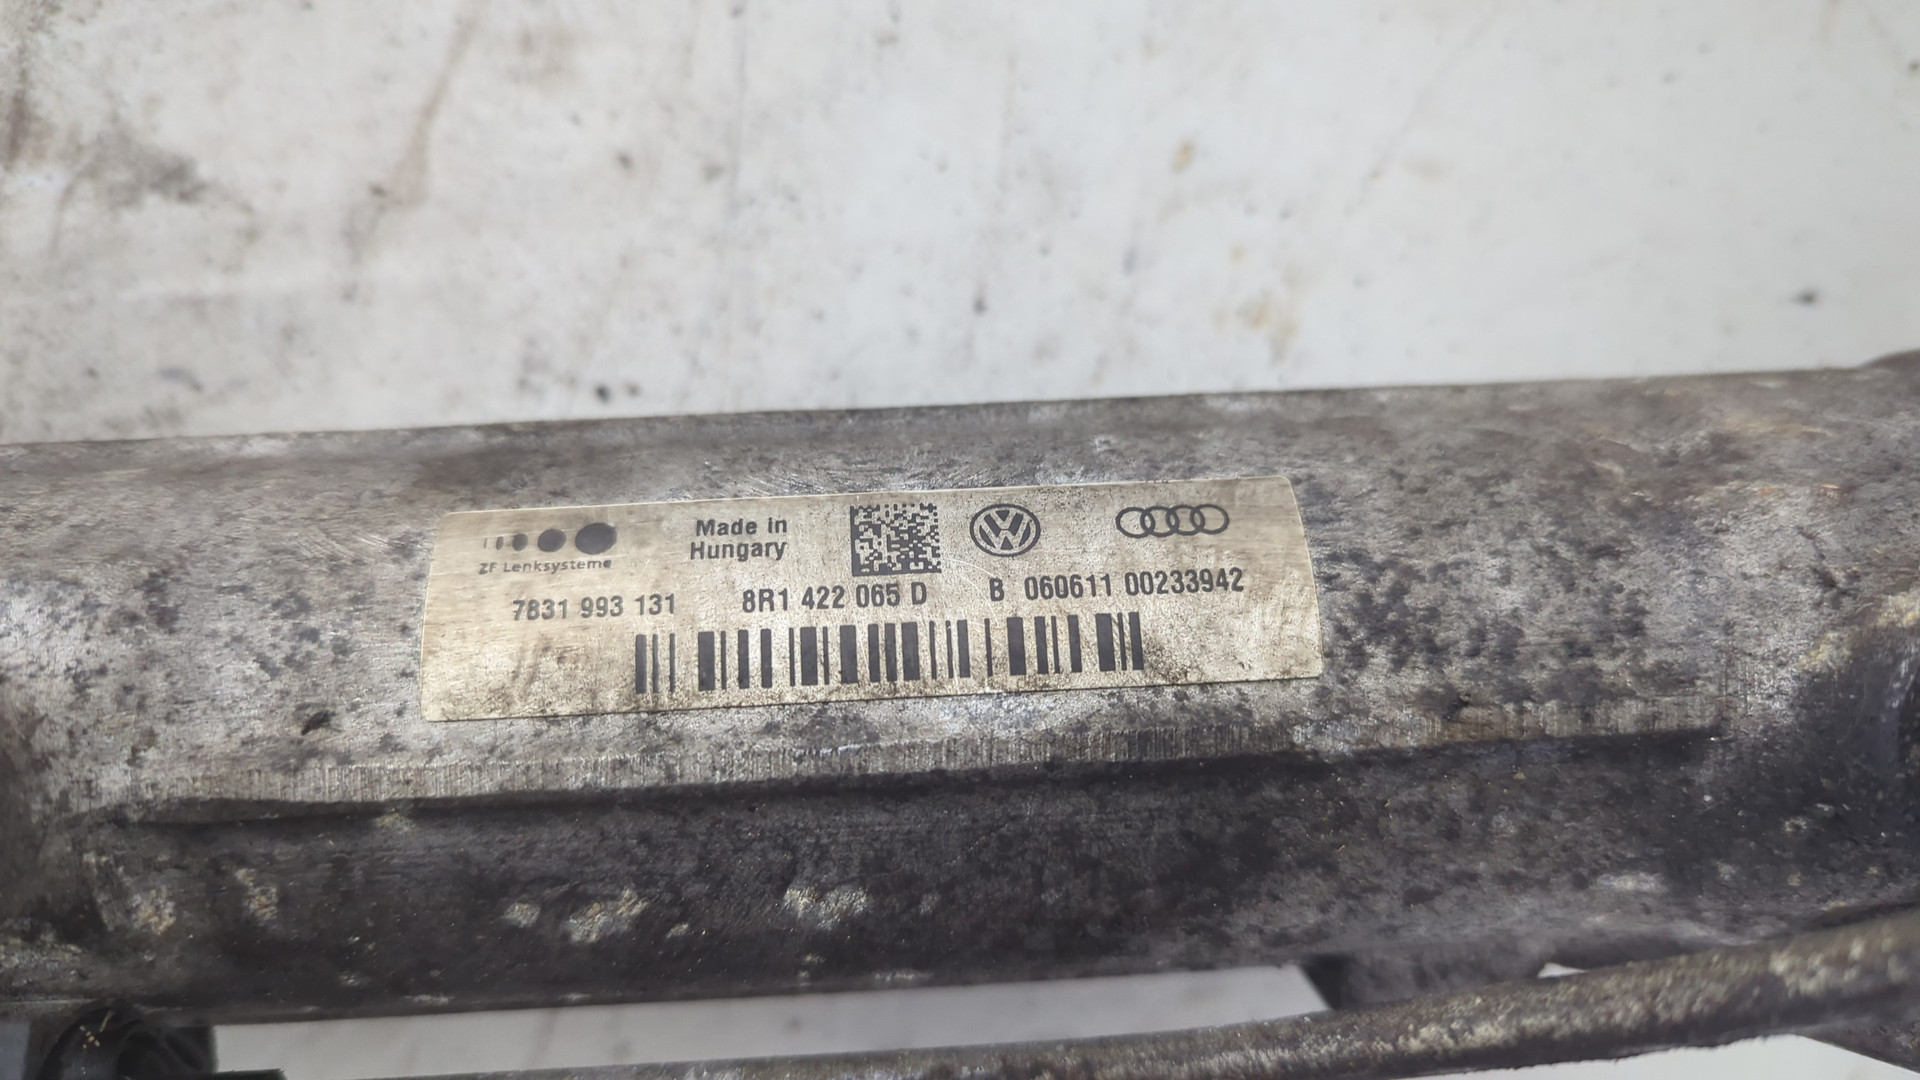 ZF Lenksysteme
Made in
Hungary
7831 993 131
8R1 422 065 D
B 060611 00233942